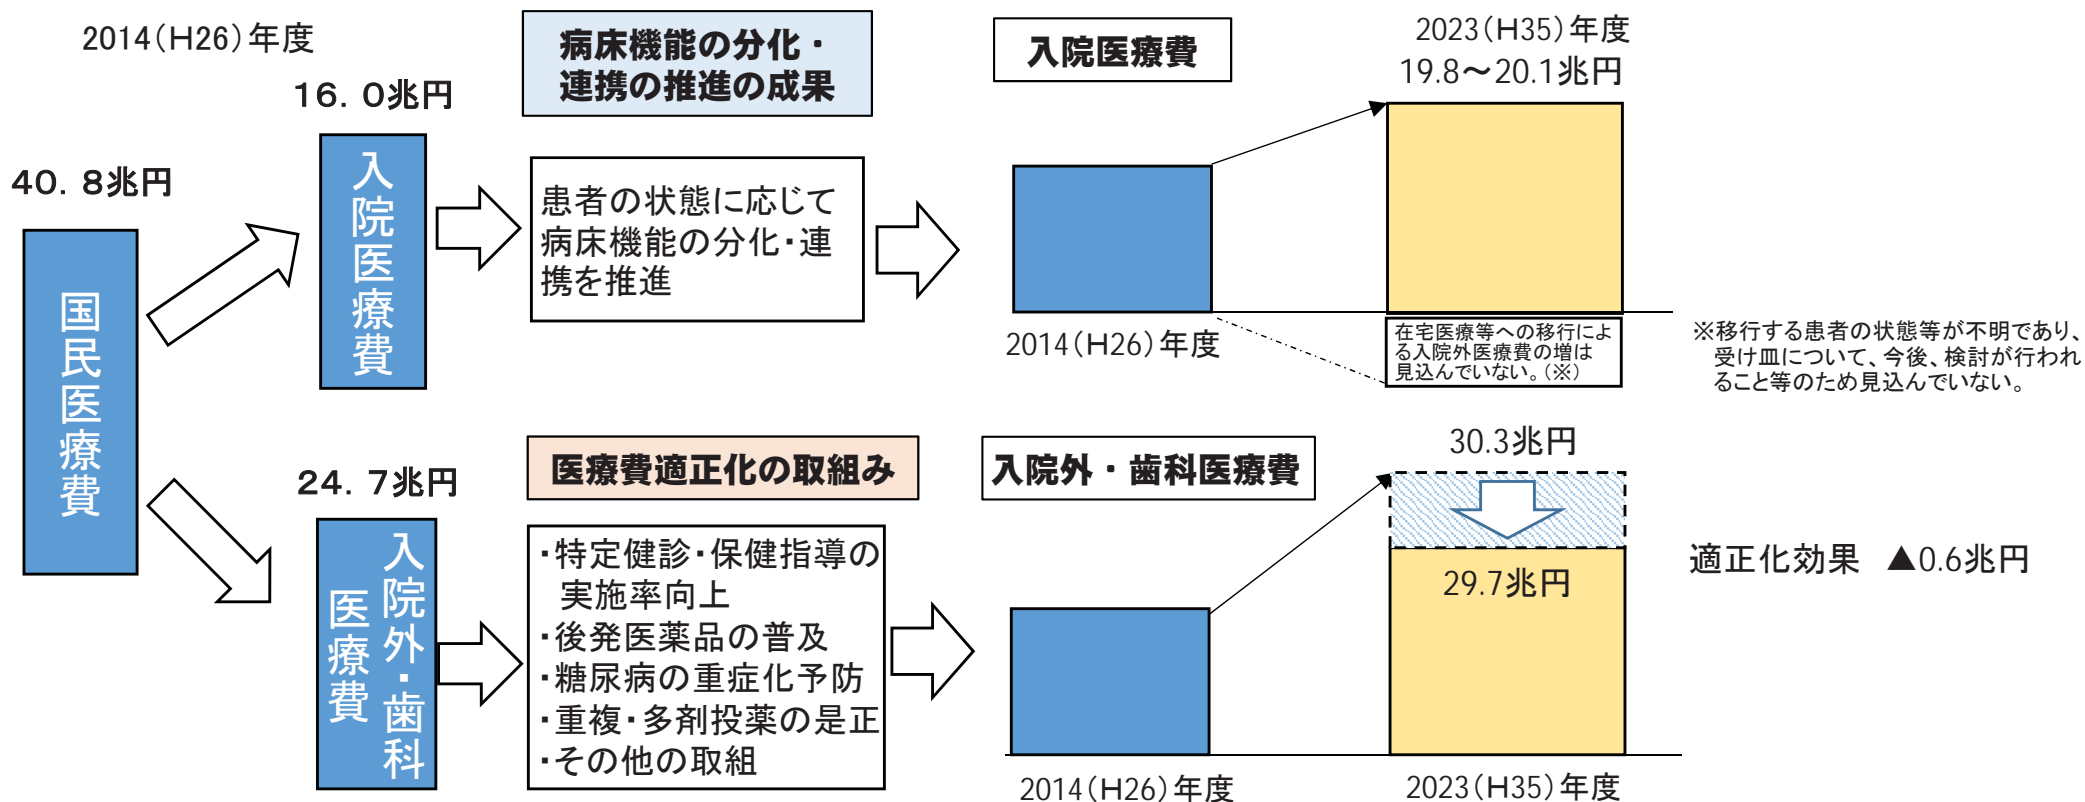 2014(H26)年度
40. 8兆円
国民医療費
16. 0兆円
入院医療費
病床機能の分化・
連携の推進の成果
患者の状態に応じて
病床機能の分化・連
携を推進
入院医療費
2014(H26)年度
2023(H35)年度
19.8～20.1兆円
在宅医療等への移行によ
る入院外医療費の増は
見込んでいない。(※)
※移行する患者の状態等が不明であり、
受け皿について、今後、検討が行われ
ること等のため見込んでいない。
24. 7兆円
入院外・歯科
医療費
医療費適正化の取組み
・特定健診・保健指導の
実施率向上
・後発医薬品の普及
・糖尿病の重症化予防
・重複・多剤投薬の是正
・その他の取組
入院外・歯科医療費
2014(H26)年度
30.3兆円
29.7兆円
2023(H35)年度
適正化効果 ▲0.6兆円